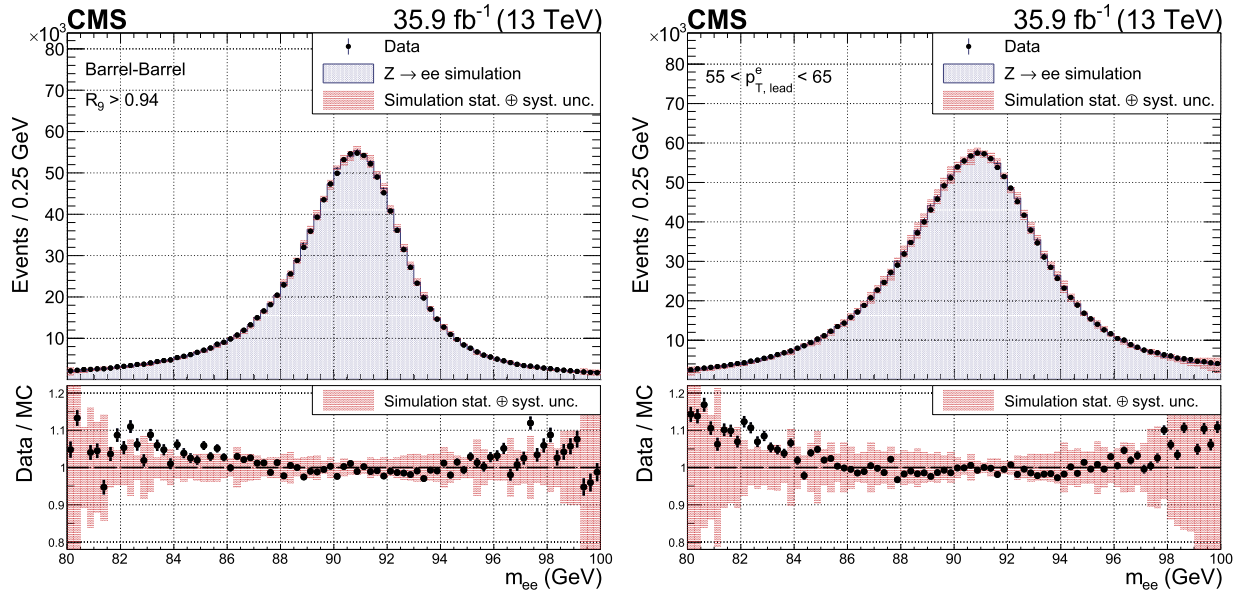 CMS 35.9 fb⁻¹ (13 TeV)
×10³
80
70
60
50
40
30
20
10
Events / 0.25 GeV
Barrel-Barrel
R₉ > 0.94
Data
Z → ee simulation
Simulation stat. ⊕ syst. unc.
1.2
1.1
1
0.9
0.8
Data / MC
Simulation stat. ⊕ syst. unc.
80 82 84 86 88 90 92 94 96 98 100
m_ee (GeV)
CMS 35.9 fb⁻¹ (13 TeV)
×10³
80
70
60
50
40
30
20
10
Events / 0.25 GeV
55 < p^e_T, lead < 65
Data
Z → ee simulation
Simulation stat. ⊕ syst. unc.
1.2
1.1
1
0.9
0.8
Data / MC
Simulation stat. ⊕ syst. unc.
80 82 84 86 88 90 92 94 96 98 100
m_ee (GeV)